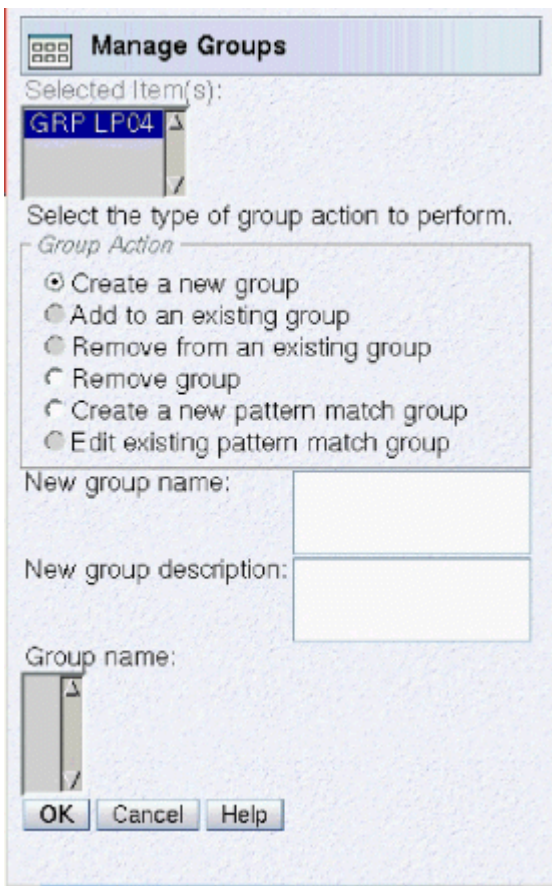 Manage Groups
Selected Item(s):
GRP LP04
Select the type of group action to perform.
Group Action
Create a new group
Add to an existing group
Remove from an existing group
Remove group
Create a new pattern match group
Edit existing pattern match group
New group name:
New group description:
Group name:
OK Cancel Help